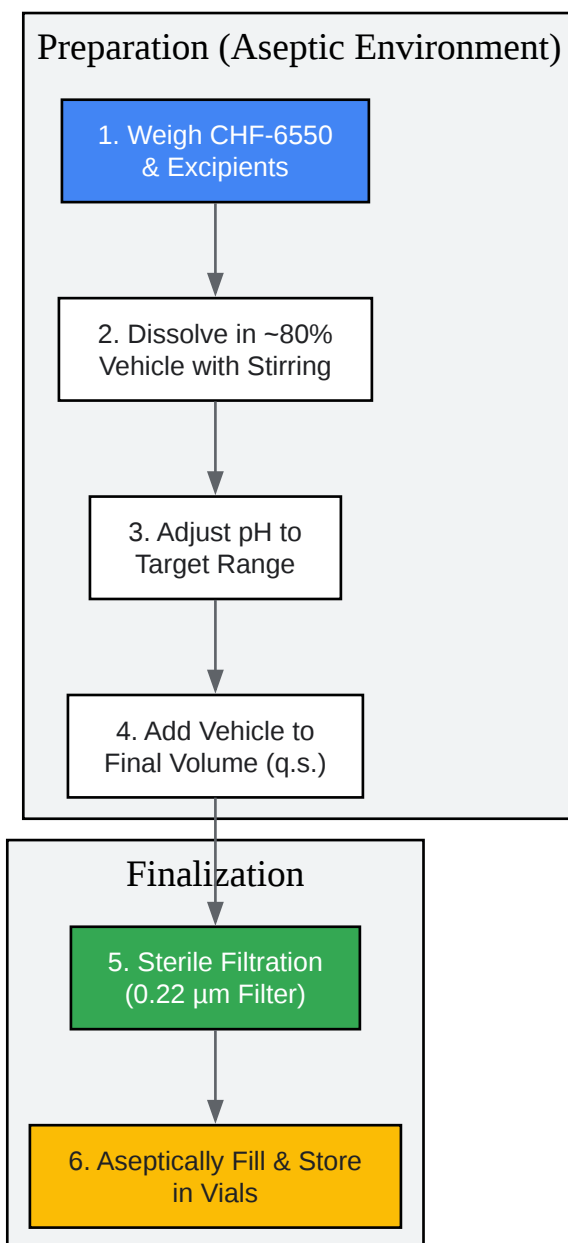 Preparation (Aseptic Environment)
1. Weigh CHF-6550
& Excipients
2. Dissolve in ~80%
Vehicle with Stirring
3. Adjust pH to
Target Range
4. Add Vehicle to
Final Volume (q.s.)
Finalization
5. Sterile Filtration
(0.22 µm Filter)
6. Aseptically Fill & Store
in Vials